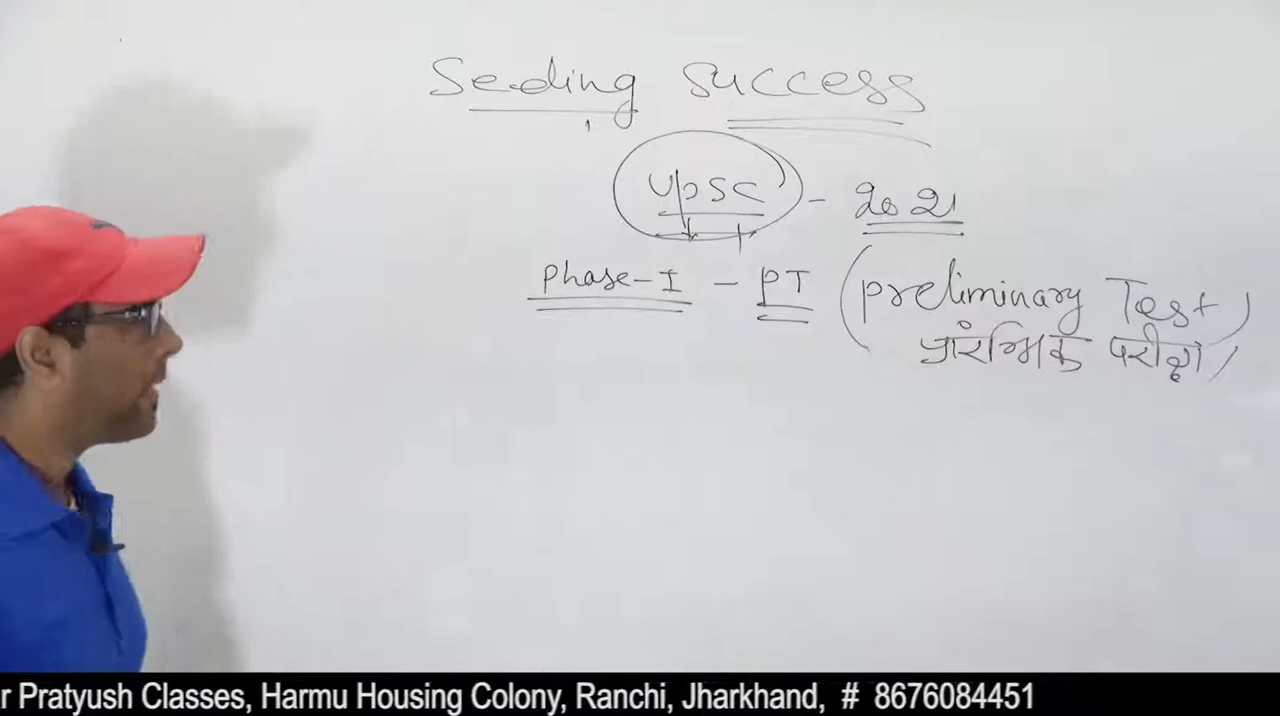 Seeding Success
UPSC - 2021
Phase-I - PT (Preliminary Test)
प्रारंभिक परीक्षा)
r Pratyush Classes, Harmu Housing Colony, Ranchi, Jharkhand, # 8676084451